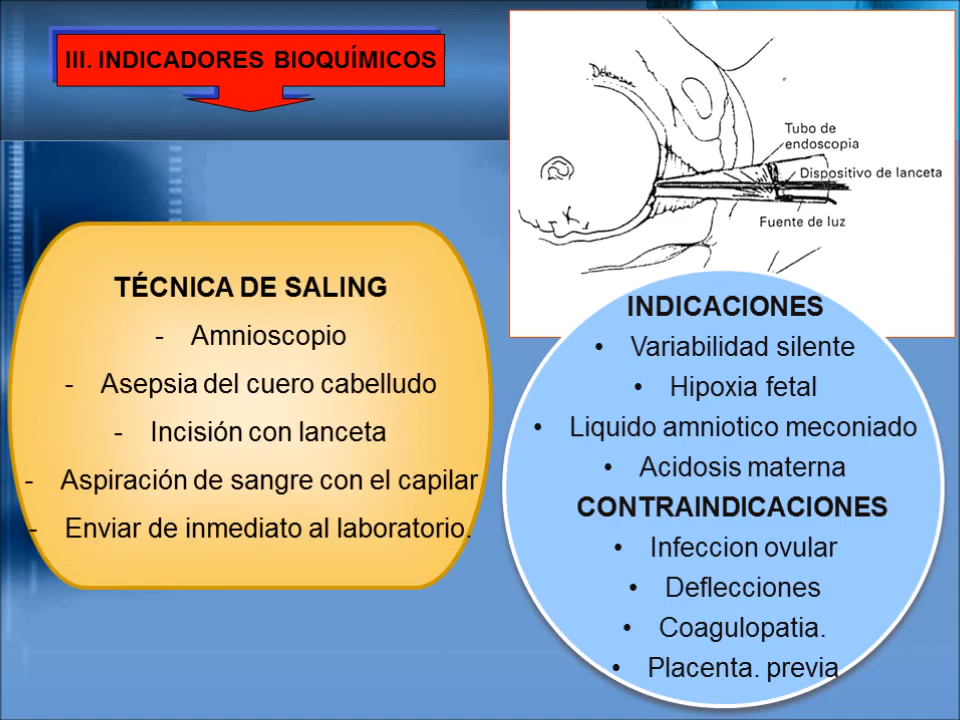 III. INDICADORES BIOQUÍMICOS
Tubo de
endoscopia
Dispositivo de lanceta
Fuente de luz
TÉCNICA DE SALING
- Amnioscopio
- Asepsia del cuero cabelludo
- Incisión con lanceta
- Aspiración de sangre con el capilar
- Enviar de inmediato al laboratorio.
INDICACIONES
• Variabilidad silente
• Hipoxia fetal
• Liquido amniotico meconiado
• Acidosis materna
CONTRAINDICACIONES
• Infeccion ovular
• Deflecciones
• Coagulopatia.
• Placenta. previa